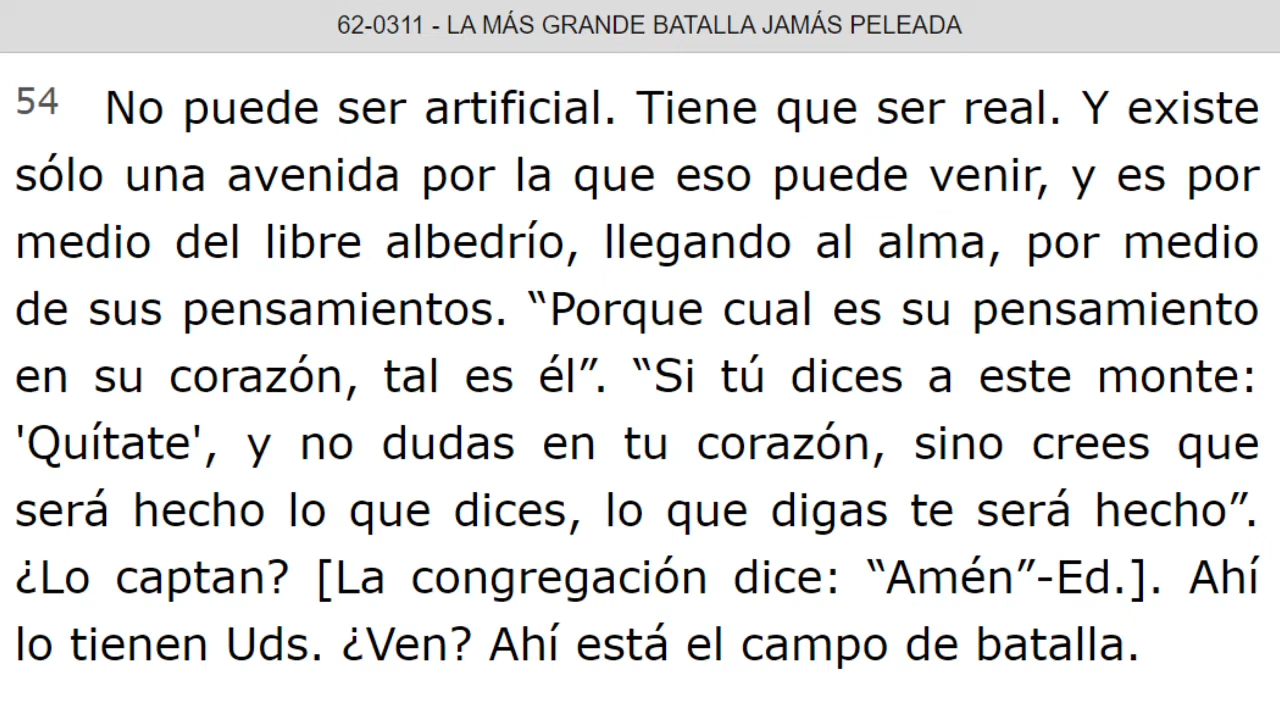 62-0311 - LA MÁS GRANDE BATALLA JAMÁS PELEADA
54 No puede ser artificial. Tiene que ser real. Y existe
sólo una avenida por la que eso puede venir, y es por
medio del libre albedrío, llegando al alma, por medio
de sus pensamientos. “Porque cual es su pensamiento
en su corazón, tal es él”. “Si tú dices a este monte:
'Quítate', y no dudas en tu corazón, sino crees que
será hecho lo que dices, lo que digas te será hecho”.
¿Lo captan? [La congregación dice: “Amén”-Ed.]. Ahí
lo tienen Uds. ¿Ven? Ahí está el campo de batalla.